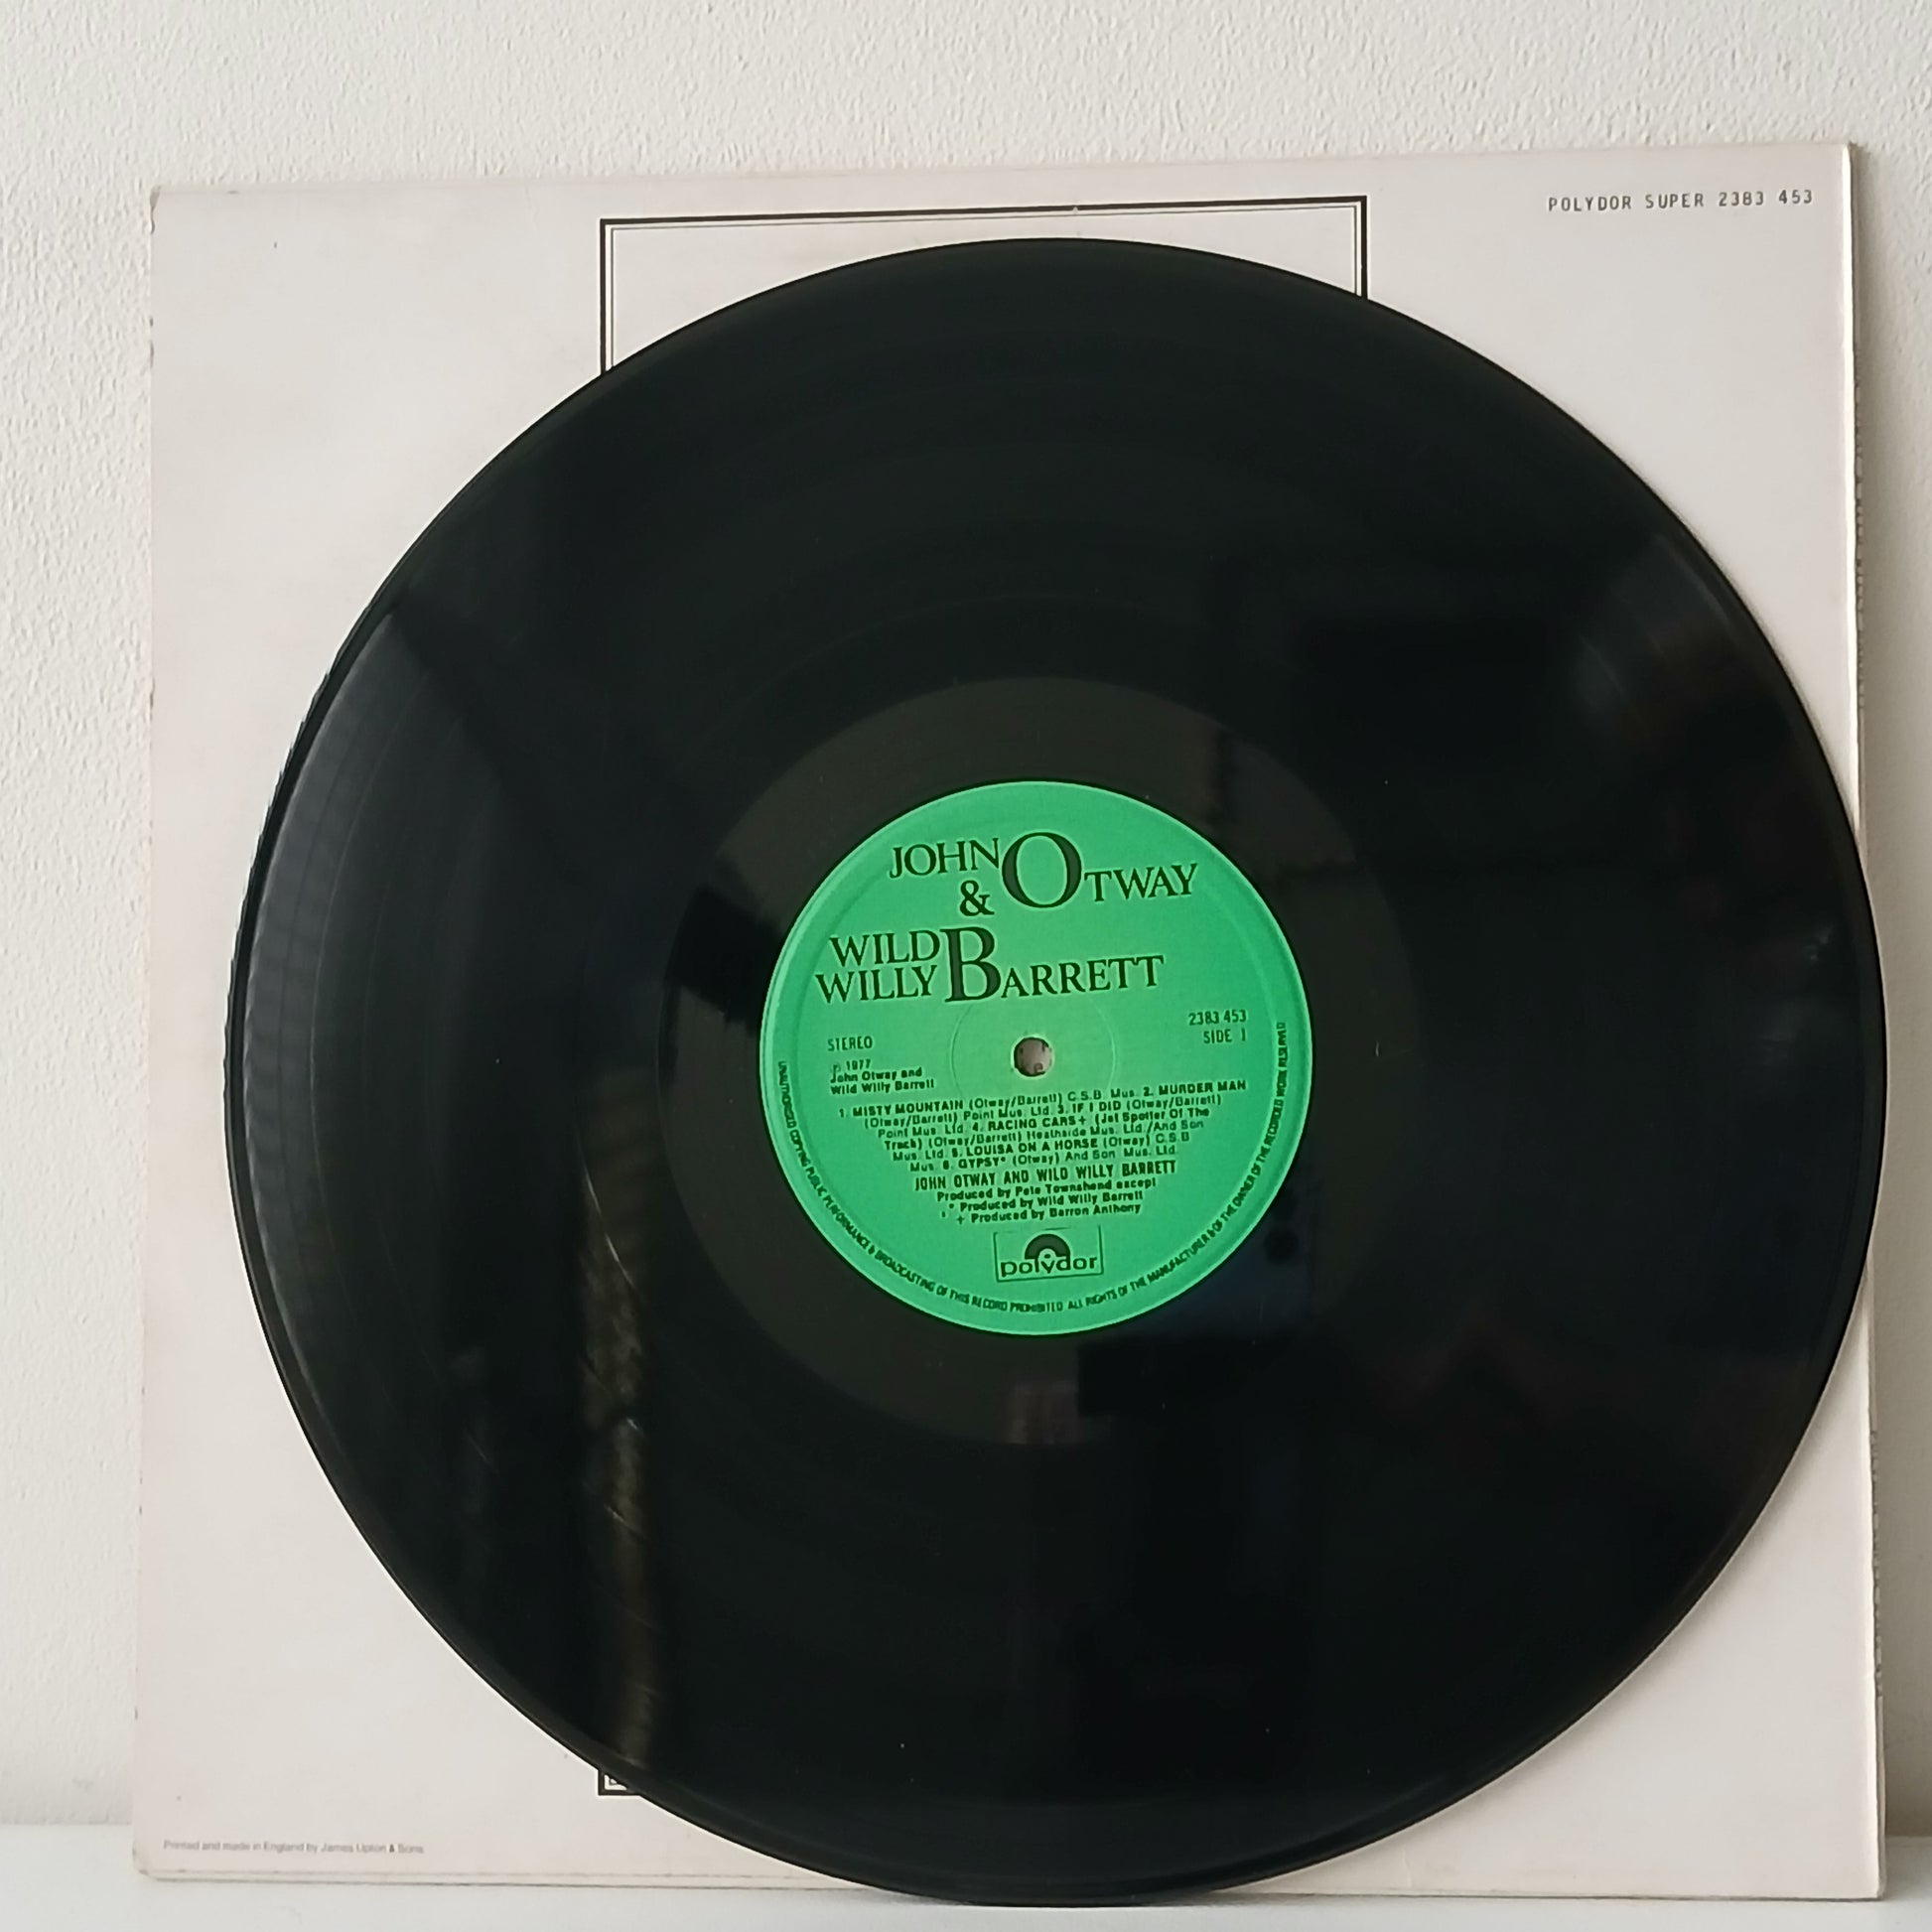 POLYDOR SUPER 2383 453
JOHN OTWAY
&
WILD
WILLY BARRETT
2383 453
STEREO
SIDE 1
℗ 1977
John Otway and
Wild Willy Barrett
1. MISTY MOUNTAIN (Otway/Barrett) C.S.B. Mus. 2. MURDER MAN
(Otway/Barrett) Point Mus. Ltd. 3. IF I DID (Otway/Barrett)
Point Mus. Ltd. 4. RACING CARS+ (Jet Spotter Of The
Track) (Otway/Barrett) Heathside Mus. Ltd./And Son
Mus. Ltd. 5. LOUISA ON A HORSE (Otway) C.S.B
Mus. 6. GYPSY* (Otway) And Son Mus. Ltd.
JOHN OTWAY AND WILD WILLY BARRETT
Produced by Pete Townshend except
* Produced by Wild Willy Barrett
+ Produced by Barron Anthony
polydor
UNAUTHORISED COPYING PUBLIC PERFORMANCE & BROADCASTING OF THIS RECORD PROHIBITED. ALL RIGHTS OF THE MANUFACTURER & OF THE OWNER OF THE RECORDED WORK RESERVED
Printed and made in England by James Upton & Sons